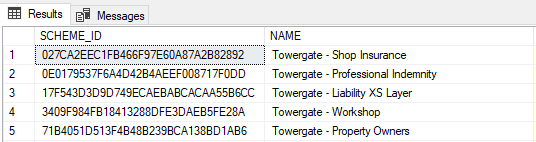 Results Messages
SCHEME_ID NAME
1 027CA2EEC1FB466F97E60A87A2B82892 Towergate - Shop Insurance
2 0E0179537F6A4D42B4AEEF008717F0DD Towergate - Professional Indemnity
3 17F543D3D9D749ECAEBABCACAA55B6CC Towergate - Liability XS Layer
4 3409F984FB18413288DFE3DAEB5FE28A Towergate - Workshop
5 71B4051D513F4B48B239BCA138BD1AB6 Towergate - Property Owners